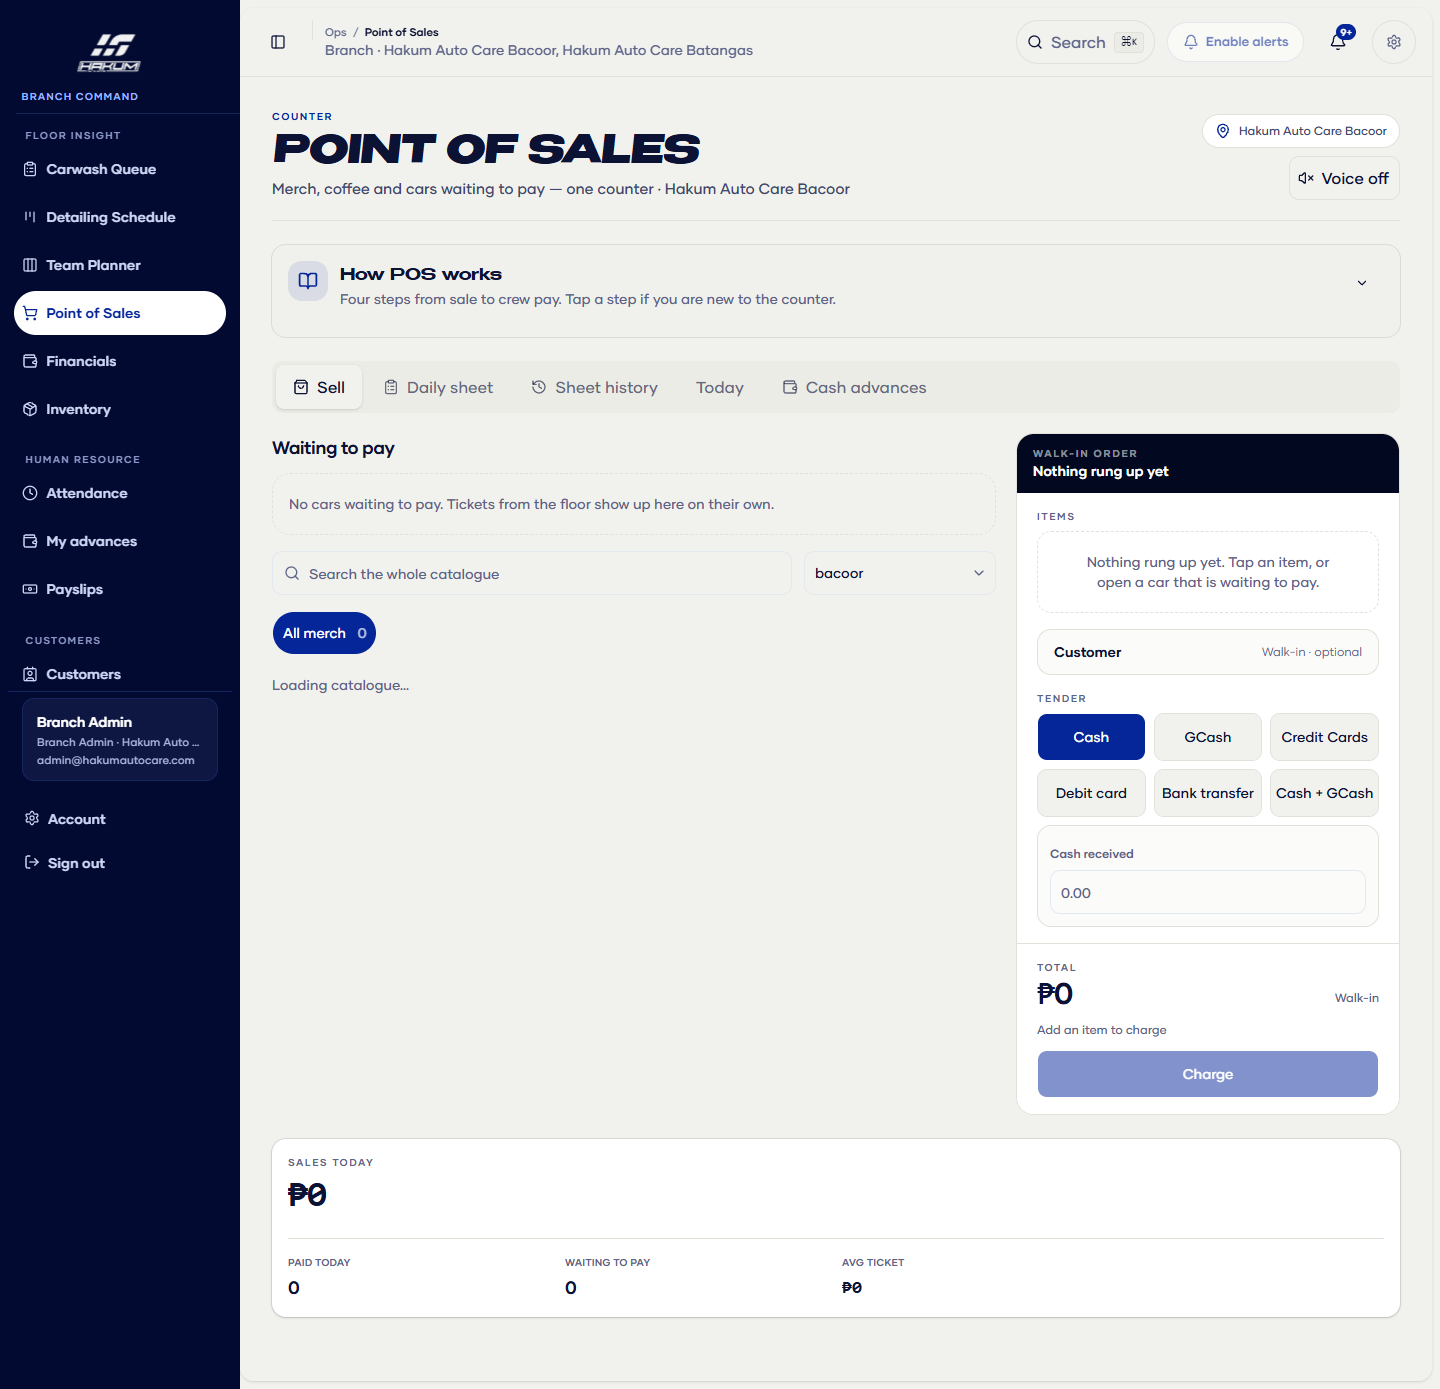 HAKUM
BRANCH COMMAND
FLOOR INSIGHT
Carwash Queue
Detailing Schedule
Team Planner
Point of Sales
Financials
Inventory
HUMAN RESOURCE
Attendance
My advances
Payslips
CUSTOMERS
Customers
Branch Admin
Branch Admin · Hakum Auto ...
admin@hakumautocare.com
Account
Sign out
Ops / Point of Sales
Branch · Hakum Auto Care Bacoor, Hakum Auto Care Batangas
Search ⌘K
Enable alerts
9+
COUNTER
POINT OF SALES
Merch, coffee and cars waiting to pay — one counter · Hakum Auto Care Bacoor
Hakum Auto Care Bacoor
Voice off
How POS works
Four steps from sale to crew pay. Tap a step if you are new to the counter.
Sell
Daily sheet
Sheet history
Today
Cash advances
Waiting to pay
No cars waiting to pay. Tickets from the floor show up here on their own.
Search the whole catalogue
bacoor
All merch 0
Loading catalogue...
WALK-IN ORDER
Nothing rung up yet
ITEMS
Nothing rung up yet. Tap an item, or
open a car that is waiting to pay.
Customer
Walk-in · optional
TENDER
Cash
GCash
Credit Cards
Debit card
Bank transfer
Cash + GCash
Cash received
0.00
TOTAL
₱0
Walk-in
Add an item to charge
Charge
SALES TODAY
₱0
PAID TODAY
0
WAITING TO PAY
0
AVG TICKET
₱0